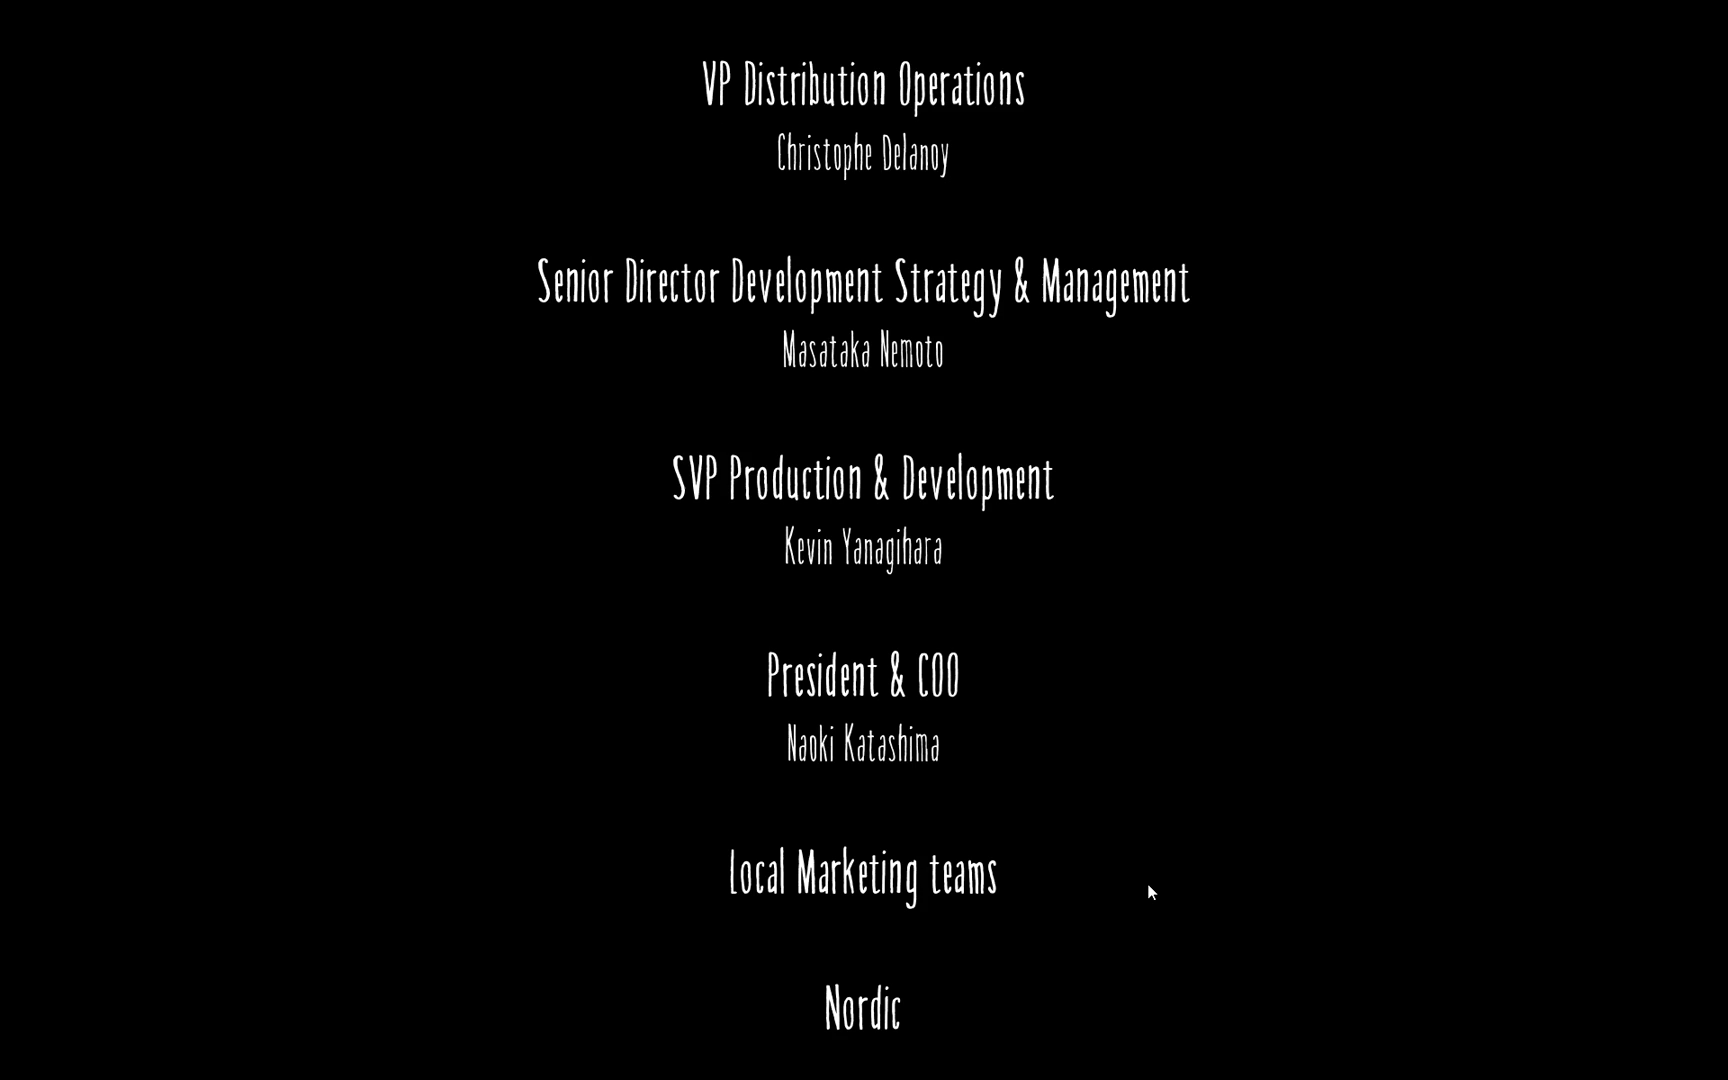 VP Distribution Operations
Christophe Delanoy
Senior Director Development Strategy & Management
Masataka Nemoto
SVP Production & Development
Kevin Yanagihara
President & COO
Naoki Katashima
Local Marketing teams
Nordic